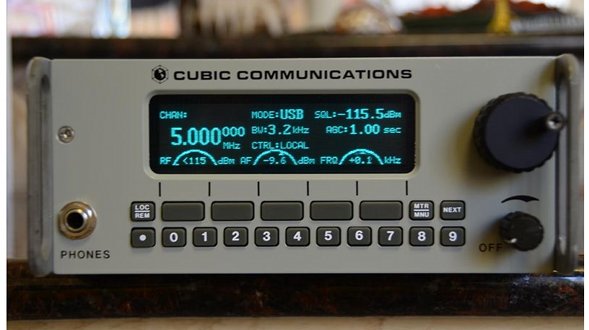 CUBIC COMMUNICATIONS
CHAN: MODE:USB SQL:-115.5dBm
5.000000 MHz BW:3.2kHz AGC:1.00 sec
CTRL:LOCAL
RF <115 dBm AF -9.6 dBm FRQ +0.1 kHz
LOC REM MTR MNU NEXT
• 0 1 2 3 4 5 6 7 8 9
PHONES
OFF